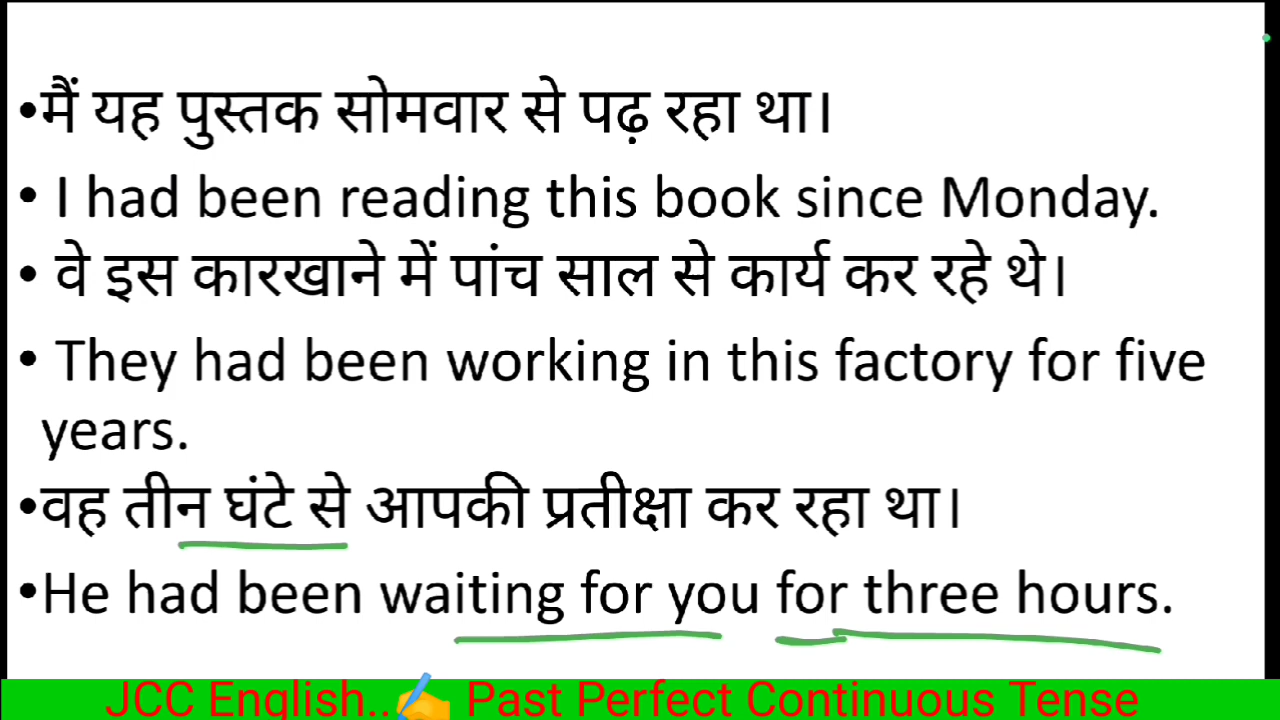 •मैं यह पुस्तक सोमवार से पढ़ रहा था।
• I had been reading this book since Monday.
• वे इस कारखाने में पांच साल से कार्य कर रहे थे।
• They had been working in this factory for five
years.
•वह तीन घंटे से आपकी प्रतीक्षा कर रहा था।
•He had been waiting for you for three hours.
JCC English..✍️ Past Perfect Continuous Tense